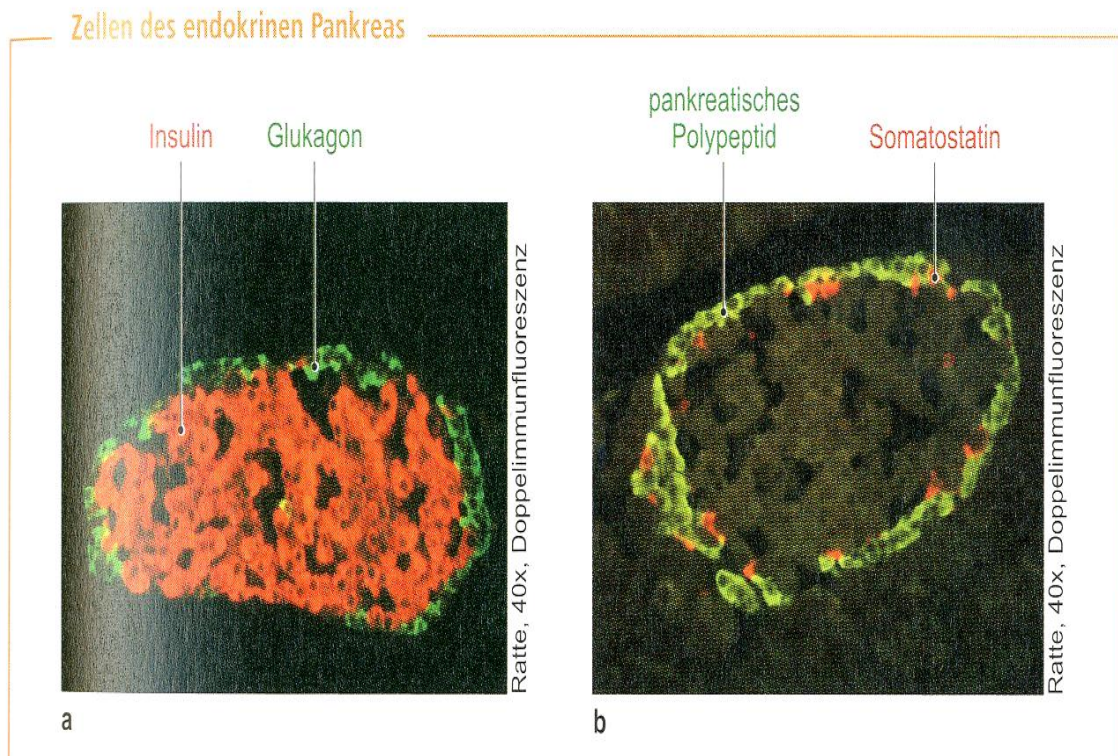 Zellen des endokrinen Pankreas
Insulin
Glukagon
pankreatisches
Polypeptid
Somatostatin
Ratte, 40x, Doppelimmunfluoreszenz
Ratte, 40x, Doppelimmunfluoreszenz
a
b